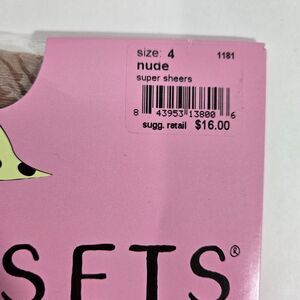 size: 4 1181
nude
super sheers
8 43953 13800 6
sugg. retail $16.00
SETS®